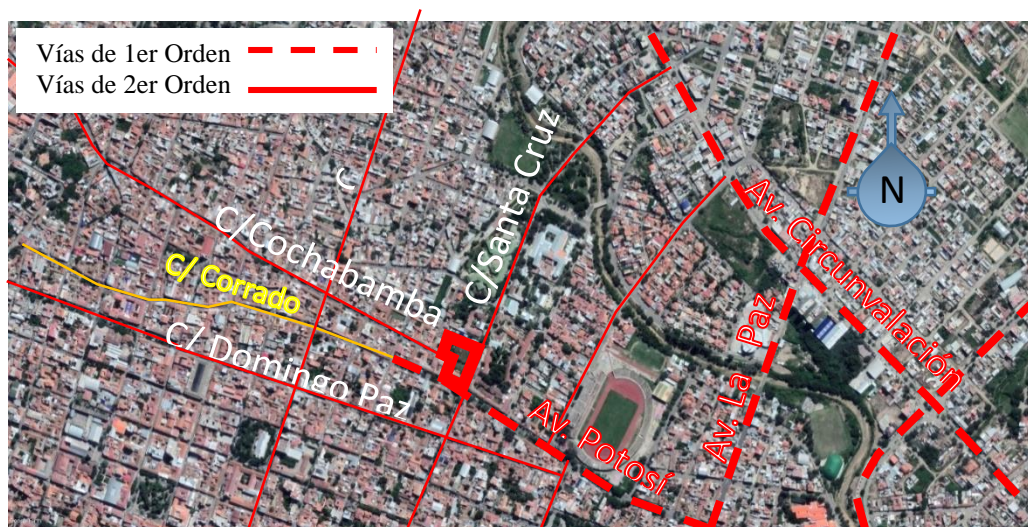 Vías de 1er Orden
Vías de 2er Orden
C/Santa Cruz
N
C
C/Cochabamba
Av. Circunvalación
C/ Corrado
C/ Domingo Paz
Av. La Paz
Av. Potosí